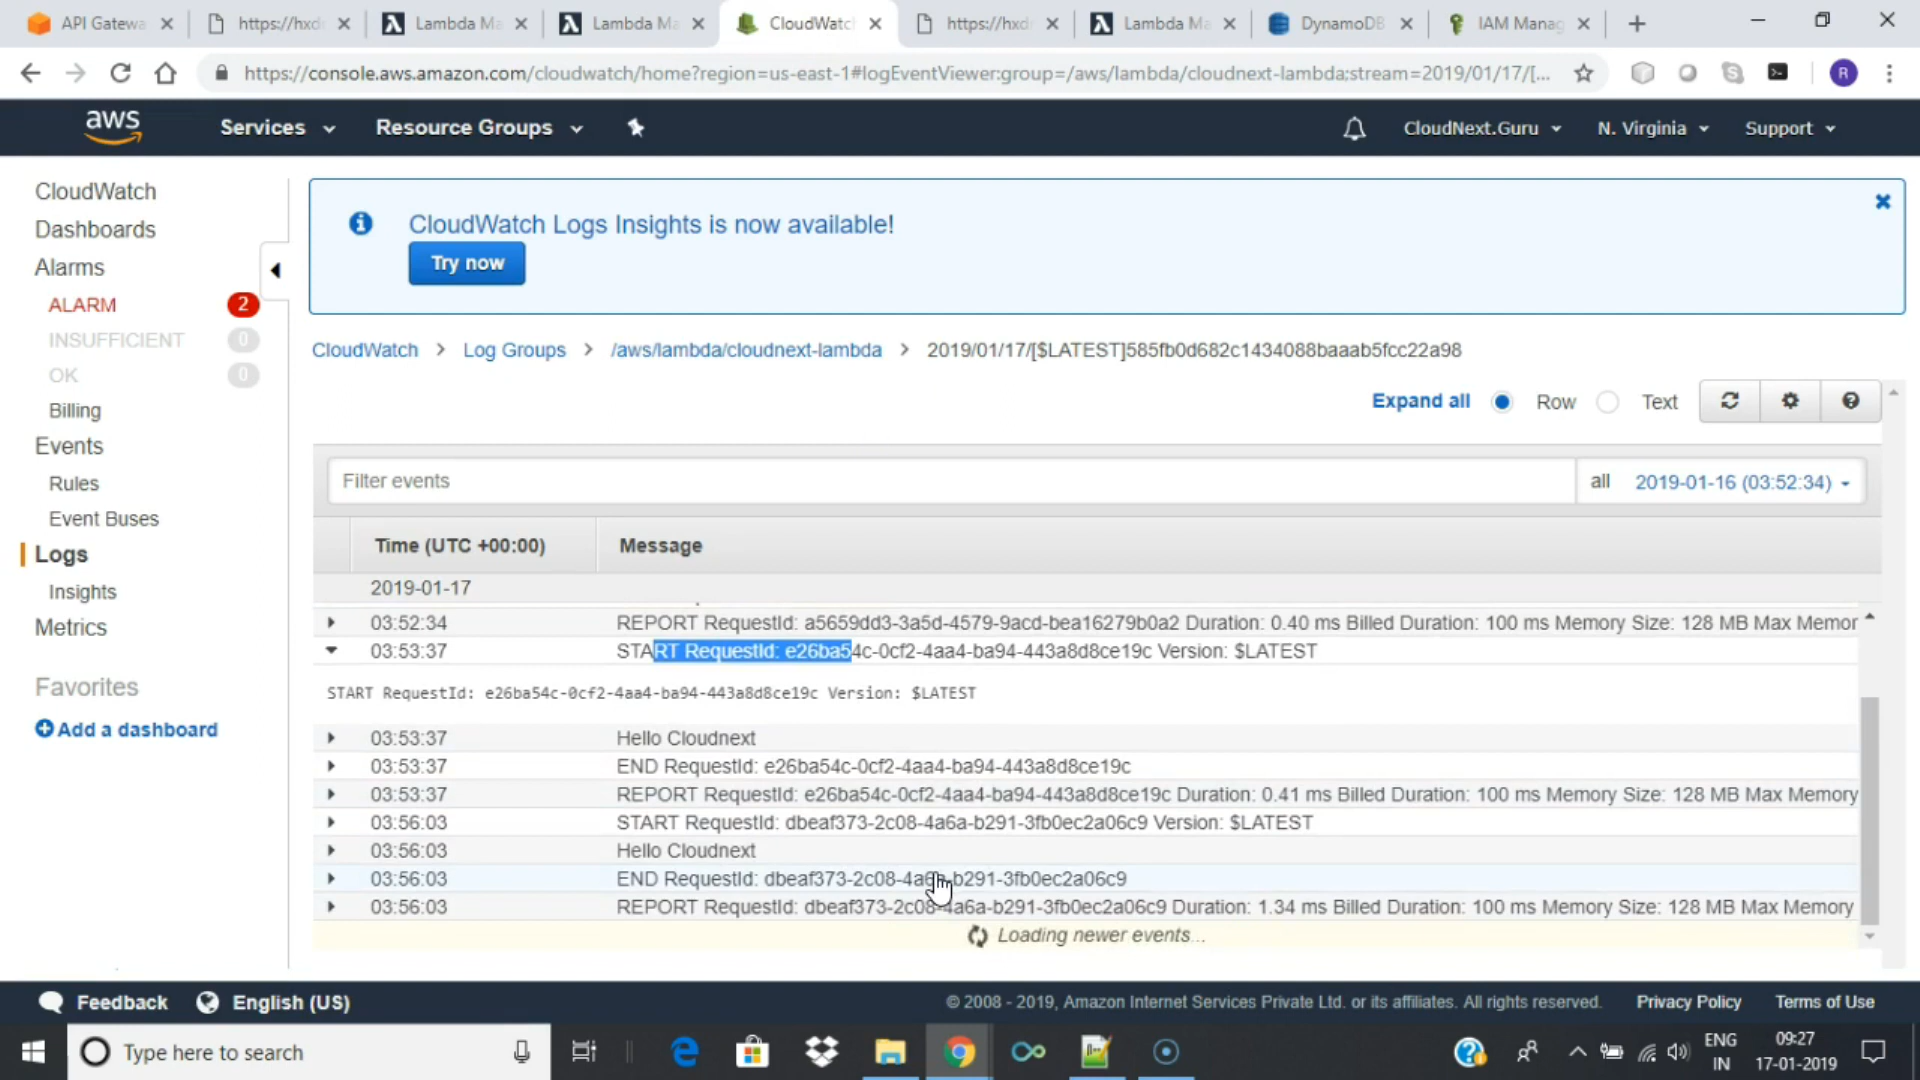 API Gatewa
https://hxd
Lambda Ma
Lambda Ma
CloudWatc
https://hxd
Lambda Ma
DynamoDB
IAM Manag
https://console.aws.amazon.com/cloudwatch/home?region=us-east-1#logEventViewer:group=/aws/lambda/cloudnext-lambda;stream=2019/01/17/[...
R
aws
Services
Resource Groups
CloudNext.Guru
N. Virginia
Support
CloudWatch
Dashboards
Alarms
ALARM 2
INSUFFICIENT 0
OK 0
Billing
Events
Rules
Event Buses
Logs
Insights
Metrics
Favorites
Add a dashboard
CloudWatch Logs Insights is now available!
Try now
CloudWatch > Log Groups > /aws/lambda/cloudnext-lambda > 2019/01/17/[$LATEST]585fb0d682c1434088baaab5fcc22a98
Expand all Row Text
Filter events
all 2019-01-16 (03:52:34)
Time (UTC +00:00) Message
2019-01-17
03:52:34 REPORT RequestId: a5659dd3-3a5d-4579-9acd-bea16279b0a2 Duration: 0.40 ms Billed Duration: 100 ms Memory Size: 128 MB Max Memor
03:53:37 START RequestId: e26ba54c-0cf2-4aa4-ba94-443a8d8ce19c Version: $LATEST
START RequestId: e26ba54c-0cf2-4aa4-ba94-443a8d8ce19c Version: $LATEST
03:53:37 Hello Cloudnext
03:53:37 END RequestId: e26ba54c-0cf2-4aa4-ba94-443a8d8ce19c
03:53:37 REPORT RequestId: e26ba54c-0cf2-4aa4-ba94-443a8d8ce19c Duration: 0.41 ms Billed Duration: 100 ms Memory Size: 128 MB Max Memory
03:56:03 START RequestId: dbeaf373-2c08-4a6a-b291-3fb0ec2a06c9 Version: $LATEST
03:56:03 Hello Cloudnext
03:56:03 END RequestId: dbeaf373-2c08-4a6a-b291-3fb0ec2a06c9
03:56:03 REPORT RequestId: dbeaf373-2c08-4a6a-b291-3fb0ec2a06c9 Duration: 1.34 ms Billed Duration: 100 ms Memory Size: 128 MB Max Memory
Loading newer events...
Feedback
English (US)
© 2008 - 2019, Amazon Internet Services Private Ltd. or its affiliates. All rights reserved.
Privacy Policy
Terms of Use
Type here to search
ENG
IN
09:27
17-01-2019